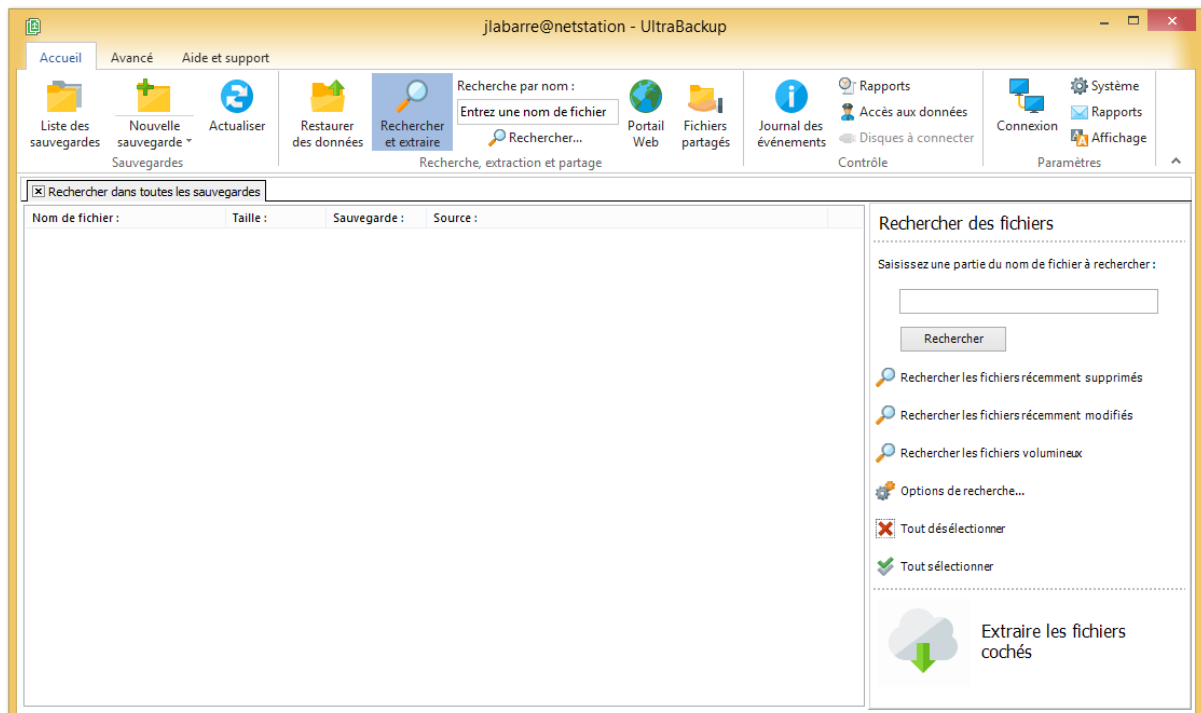 jlabarre@netstation - UltraBackup
Accueil Avancé Aide et support
Liste des sauvegardes
Nouvelle sauvegarde
Actualiser
Sauvegardes
Restaurer des données
Rechercher et extraire
Recherche par nom :
Entrez une nom de fichier
Rechercher...
Portail Web
Fichiers partagés
Recherche, extraction et partage
Journal des événements
Rapports
Accès aux données
Disques à connecter
Contrôle
Connexion
Système
Rapports
Affichage
Paramètres
Rechercher dans toutes les sauvegardes
Nom de fichier : Taille : Sauvegarde : Source :
Rechercher des fichiers
Saisissez une partie du nom de fichier à rechercher :
Rechercher
Rechercher les fichiers récemment supprimés
Rechercher les fichiers récemment modifiés
Rechercher les fichiers volumineux
Options de recherche...
Tout désélectionner
Tout sélectionner
Extraire les fichiers
cochés